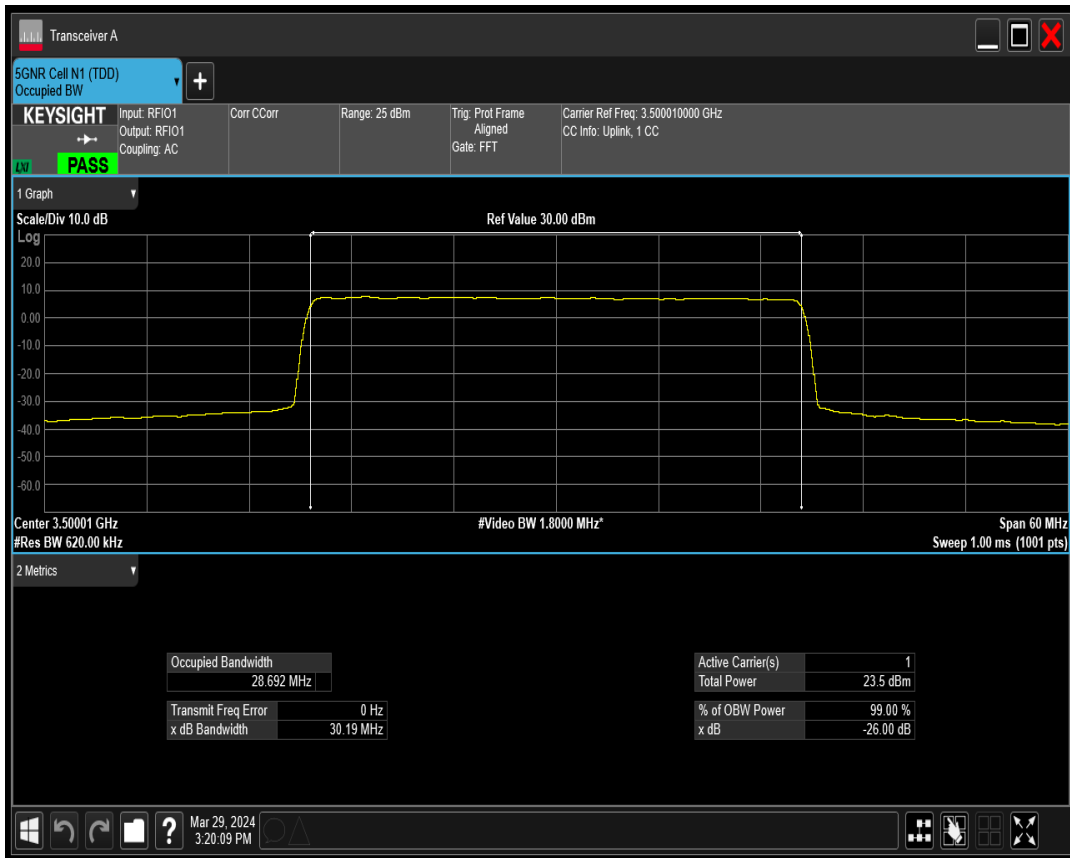 Transceiver A
5GNR Cell N1 (TDD)
Occupied BW
+
KEYSIGHT
LXI
PASS
Input: RFIO1
Output: RFIO1
Coupling: AC
Corr CCorr
Range: 25 dBm
Trig: Prot Frame
Aligned
Gate: FFT
Carrier Ref Freq: 3.500010000 GHz
CC Info: Uplink, 1 CC
1 Graph
Scale/Div 10.0 dB
Ref Value 30.00 dBm
Log
20.0
10.0
0.00
-10.0
-20.0
-30.0
-40.0
-50.0
-60.0
Center 3.50001 GHz
#Video BW 1.8000 MHz*
Span 60 MHz
#Res BW 620.00 kHz
Sweep 1.00 ms (1001 pts)
2 Metrics
Occupied Bandwidth
28.692 MHz
Transmit Freq Error 0 Hz
x dB Bandwidth 30.19 MHz
Active Carrier(s) 1
Total Power 23.5 dBm
% of OBW Power 99.00 %
x dB -26.00 dB
?
Mar 29, 2024
3:20:09 PM